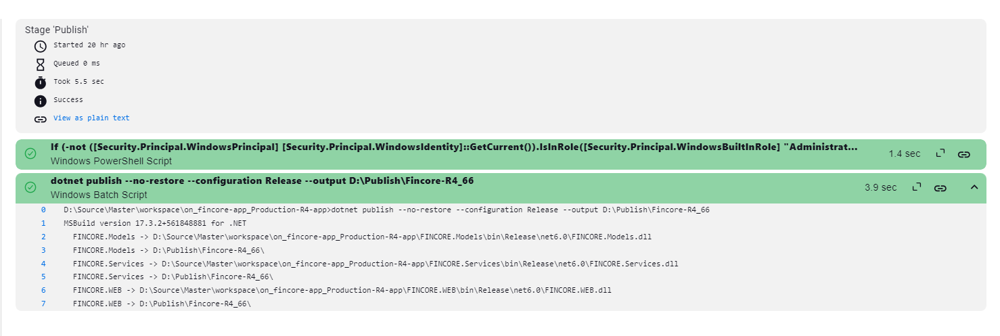 Stage 'Publish'
Started 20 hr ago
Queued 0 ms
Took 5.5 sec
Success
View as plain text
If (-not ([Security.Principal.WindowsPrincipal] [Security.Principal.WindowsIdentity]::GetCurrent()).IsInRole([Security.Principal.WindowsBuiltInRole] "Administrat...
Windows PowerShell Script
1.4 sec
dotnet publish --no-restore --configuration Release --output D:\Publish\Fincore-R4_66
Windows Batch Script
3.9 sec
0 D:\Source\Master\workspace\on_fincore-app_Production-R4-app>dotnet publish --no-restore --configuration Release --output D:\Publish\Fincore-R4_66
1 MSBuild version 17.3.2+561848881 for .NET
2 FINCORE.Models -> D:\Source\Master\workspace\on_fincore-app_Production-R4-app\FINCORE.Models\bin\Release\net6.0\FINCORE.Models.dll
3 FINCORE.Models -> D:\Publish\Fincore-R4_66\
4 FINCORE.Services -> D:\Source\Master\workspace\on_fincore-app_Production-R4-app\FINCORE.Services\bin\Release\net6.0\FINCORE.Services.dll
5 FINCORE.Services -> D:\Publish\Fincore-R4_66\
6 FINCORE.WEB -> D:\Source\Master\workspace\on_fincore-app_Production-R4-app\FINCORE.WEB\bin\Release\net6.0\FINCORE.WEB.dll
7 FINCORE.WEB -> D:\Publish\Fincore-R4_66\